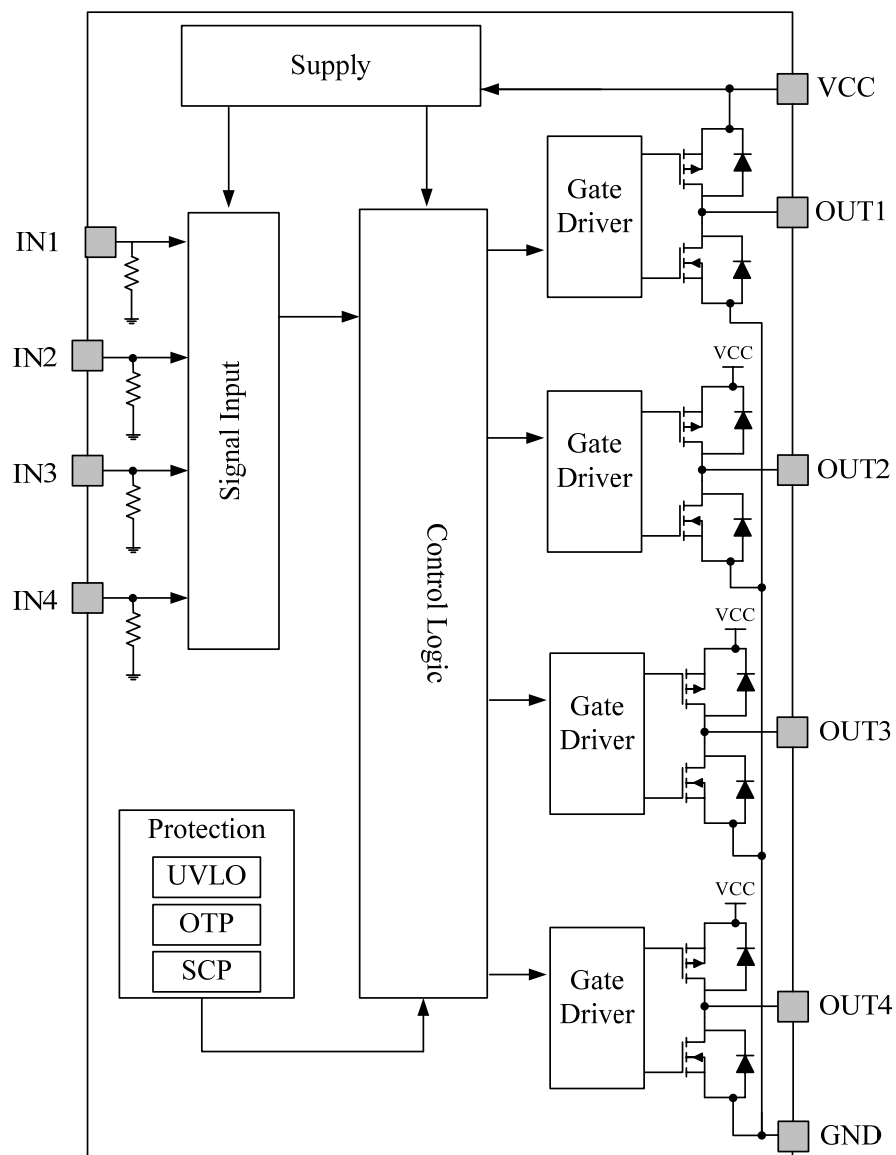 Supply
VCC
Gate
Driver
OUT1
IN1
IN2
VCC
Gate
Driver
OUT2
IN3
Signal Input
IN4
Control Logic
VCC
Gate
Driver
OUT3
Protection
UVLO
OTP
SCP
VCC
Gate
Driver
OUT4
GND